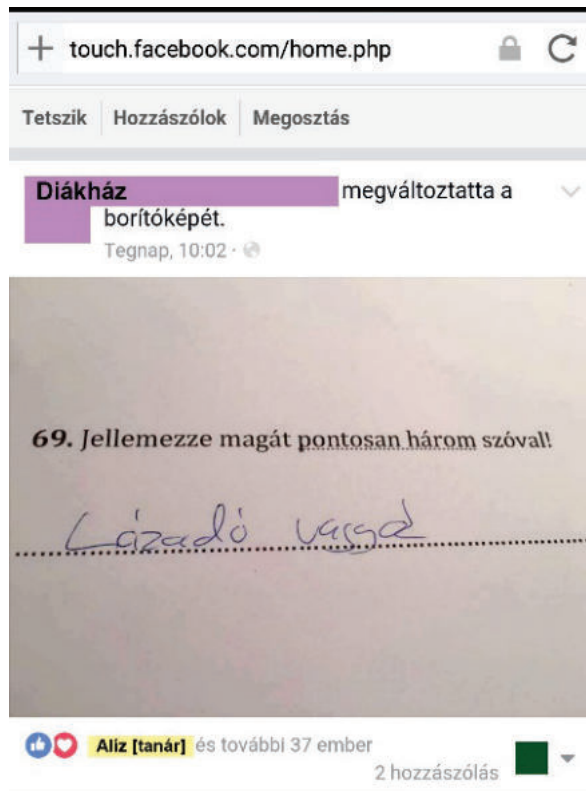 touch.facebook.com/home.php
Tetszik Hozzászólok Megosztás
Diákház megváltoztatta a
borítóképét.
Tegnap, 10:02
69. Jellemezze magát pontosan három szóval!
Lázadó vagyok
Aliz [tanár] és további 37 ember
2 hozzászólás